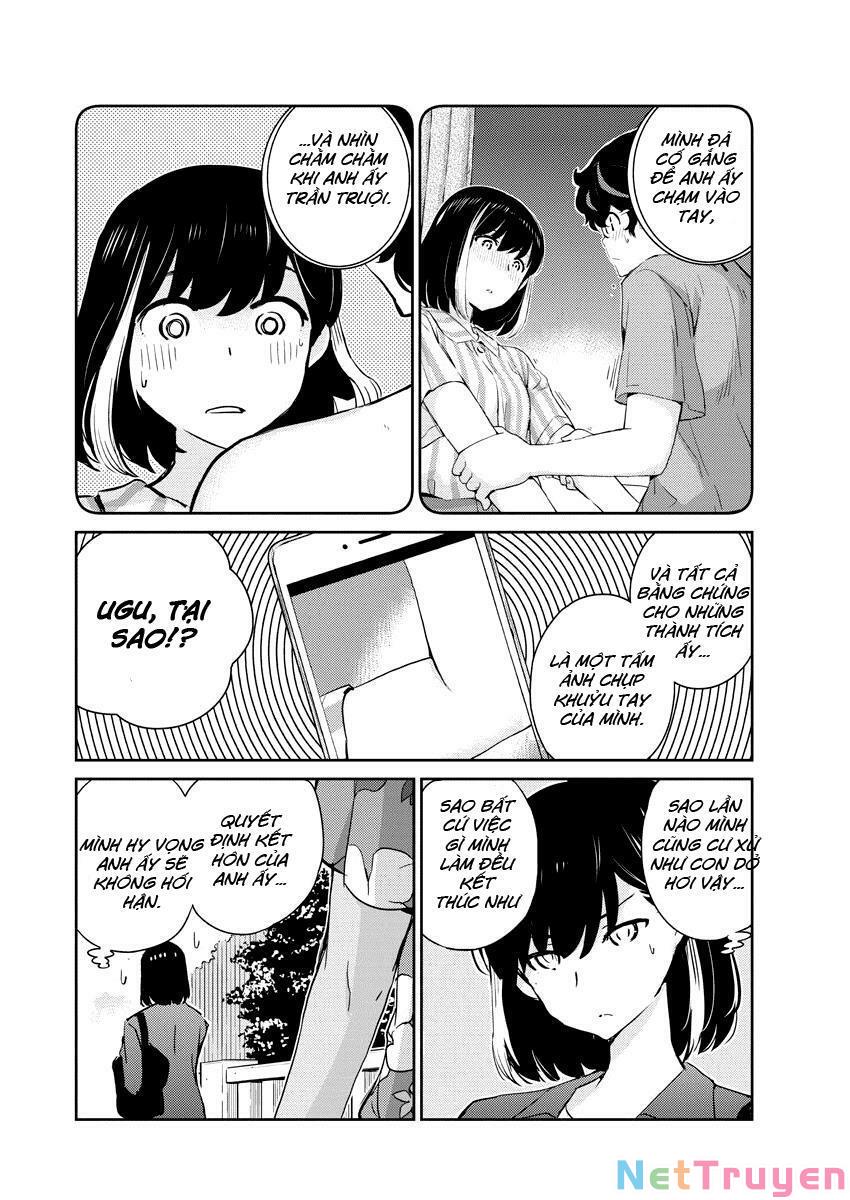 MÌNH ĐÃ
CỐ GẮNG
ĐỂ ANH ẤY
CHẠM VÀO
TAY,
...VÀ NHÌN
CHẰM CHẰM
KHI ANH ẤY
TRẦN TRUỒI.
VÀ TẤT CẢ
BẰNG CHỨNG
CHO NHỮNG
THÀNH TÍCH
ẤY...
LÀ MỘT TẤM
ẢNH CHỤP
KHUỶU TAY
CỦA MÌNH.
UGU, TẠI
SAO!?
SAO LẦN
NÀO MÌNH
CŨNG CƯ XỬ
NHƯ CON DỞ
HƠI VẬY...
SAO BẤT
CỨ VIỆC
GÌ MÌNH
LÀM ĐỀU
KẾT
THÚC NHƯ
QUYẾT
ĐỊNH KẾT
HÔN CỦA
ANH ẤY...
MÌNH HY VỌNG
ANH ẤY SẼ
KHÔNG HỐI
HẬN.
NetTruyen